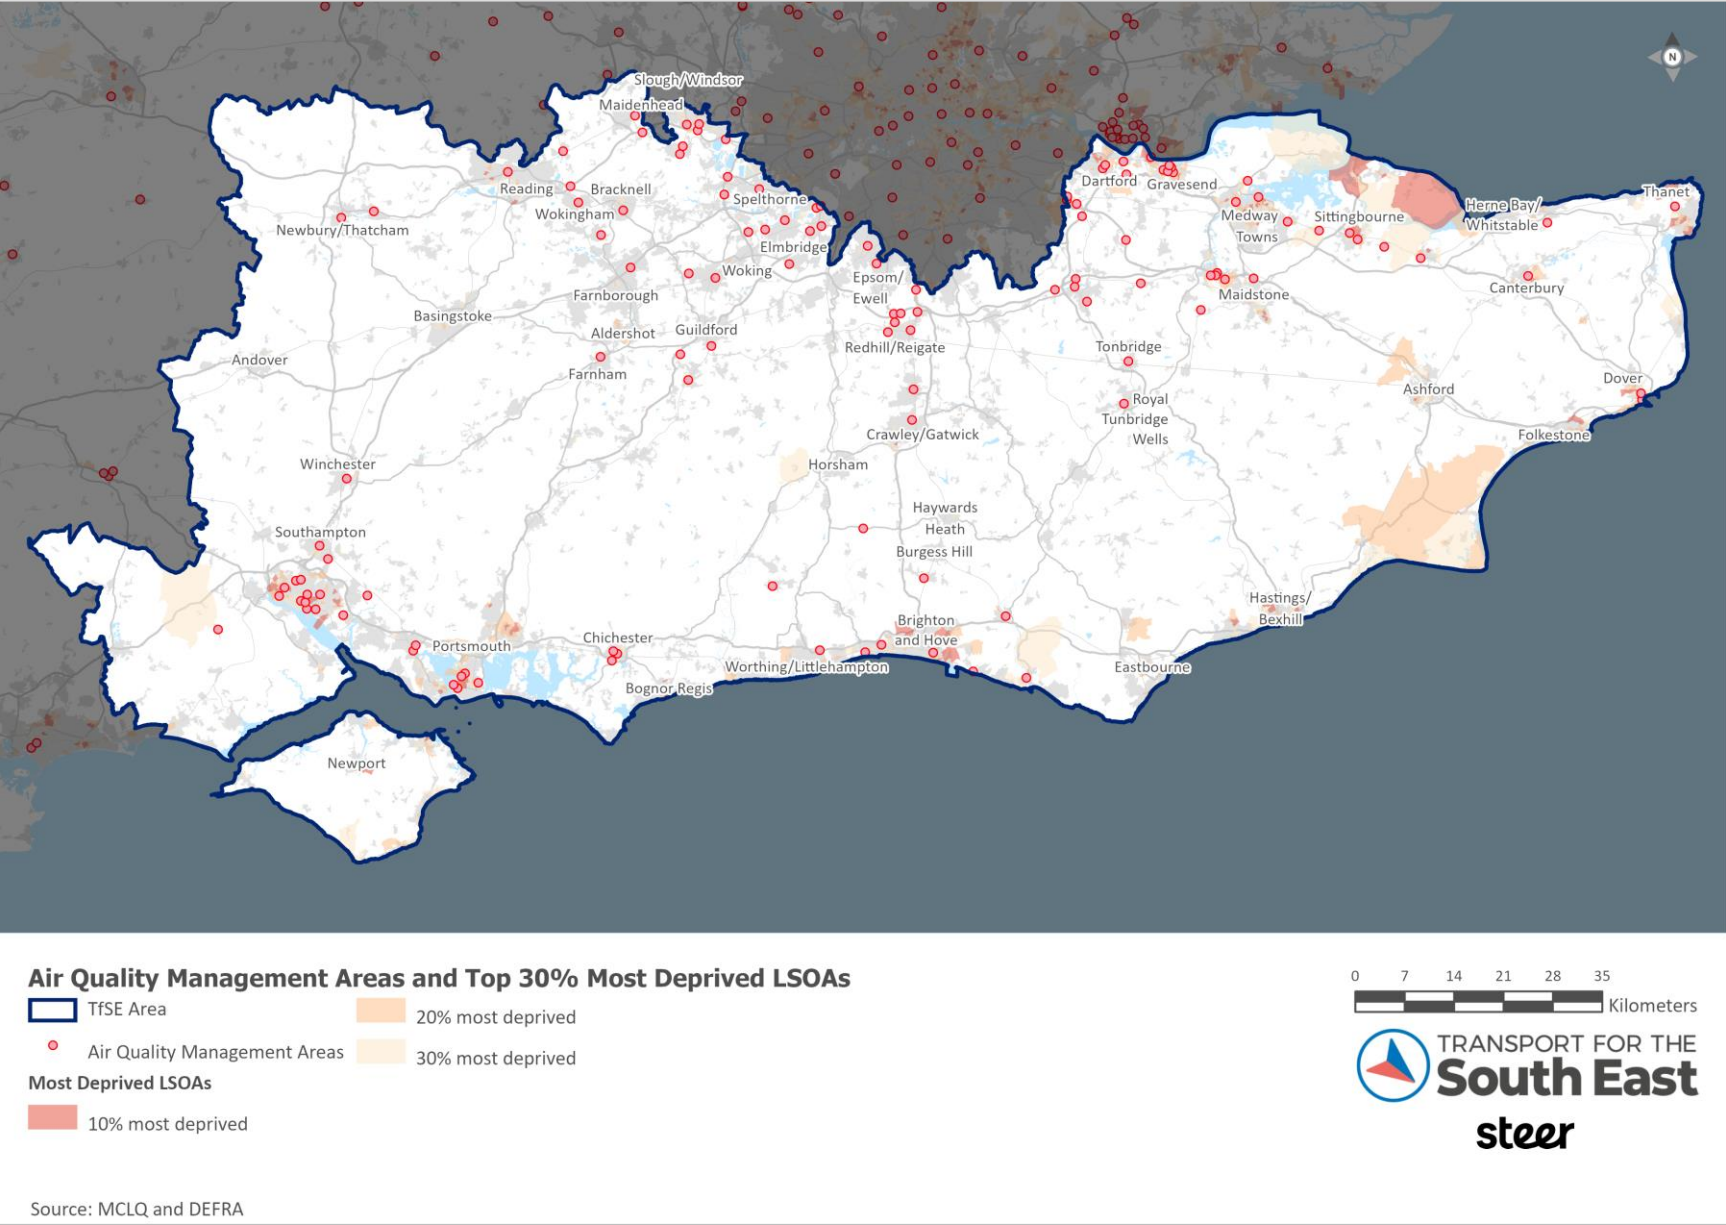 N
Slough/Windsor
Maidenhead
Reading
Bracknell
Wokingham
Spelthorne
Newbury/Thatcham
Elmbridge
Woking
Farnborough
Basingstoke
Aldershot
Guildford
Andover
Farnham
Epsom/
Ewell
Redhill/Reigate
Dartford
Gravesend
Medway
Towns
Sittingbourne
Herne Bay/
Whitstable
Thanet
Maidstone
Canterbury
Tonbridge
Ashford
Dover
Royal
Tunbridge
Wells
Folkestone
Crawley/Gatwick
Winchester
Horsham
Haywards
Heath
Burgess Hill
Southampton
Hastings/
Bexhill
Brighton
and Hove
Portsmouth
Chichester
Worthing/Littlehampton
Eastbourne
Bognor Regis
Newport
Air Quality Management Areas and Top 30% Most Deprived LSOAs
TfSE Area
Air Quality Management Areas
Most Deprived LSOAs
10% most deprived
20% most deprived
30% most deprived
0 7 14 21 28 35
Kilometers
TRANSPORT FOR THE
South East
steer
Source: MCLQ and DEFRA